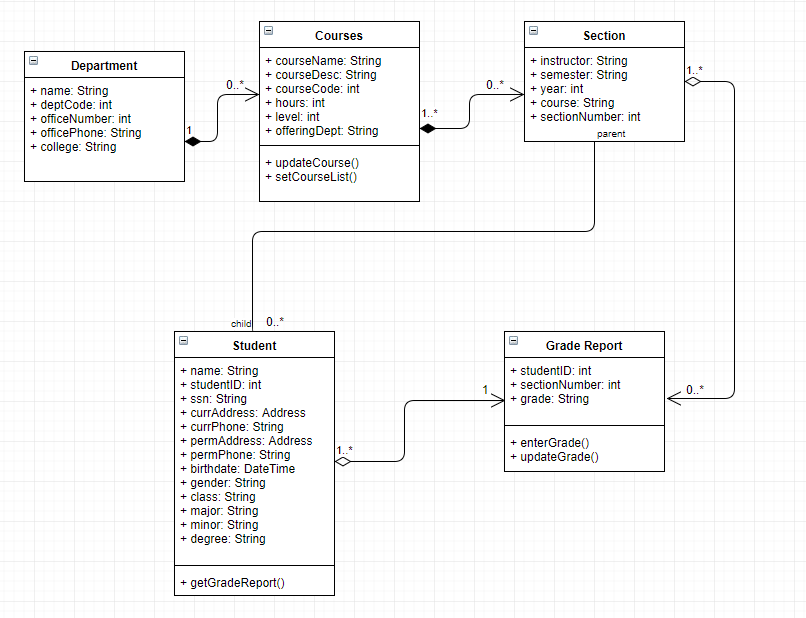 Department
+ name: String
+ deptCode: int
+ officeNumber: int
+ officePhone: String
+ college: String
1
0..*
Courses
+ courseName: String
+ courseDesc: String
+ courseCode: int
+ hours: int
+ level: int
+ offeringDept: String
+ updateCourse()
+ setCourseList()
1..*
0..*
Section
+ instructor: String
+ semester: String
+ year: int
+ course: String
+ sectionNumber: int
parent
1..*
child
0..*
Student
+ name: String
+ studentID: int
+ ssn: String
+ currAddress: Address
+ currPhone: String
+ permAddress: Address
+ permPhone: String
+ birthdate: DateTime
+ gender: String
+ class: String
+ major: String
+ minor: String
+ degree: String
+ getGradeReport()
1..*
1
Grade Report
+ studentID: int
+ sectionNumber: int
+ grade: String
+ enterGrade()
+ updateGrade()
0..*